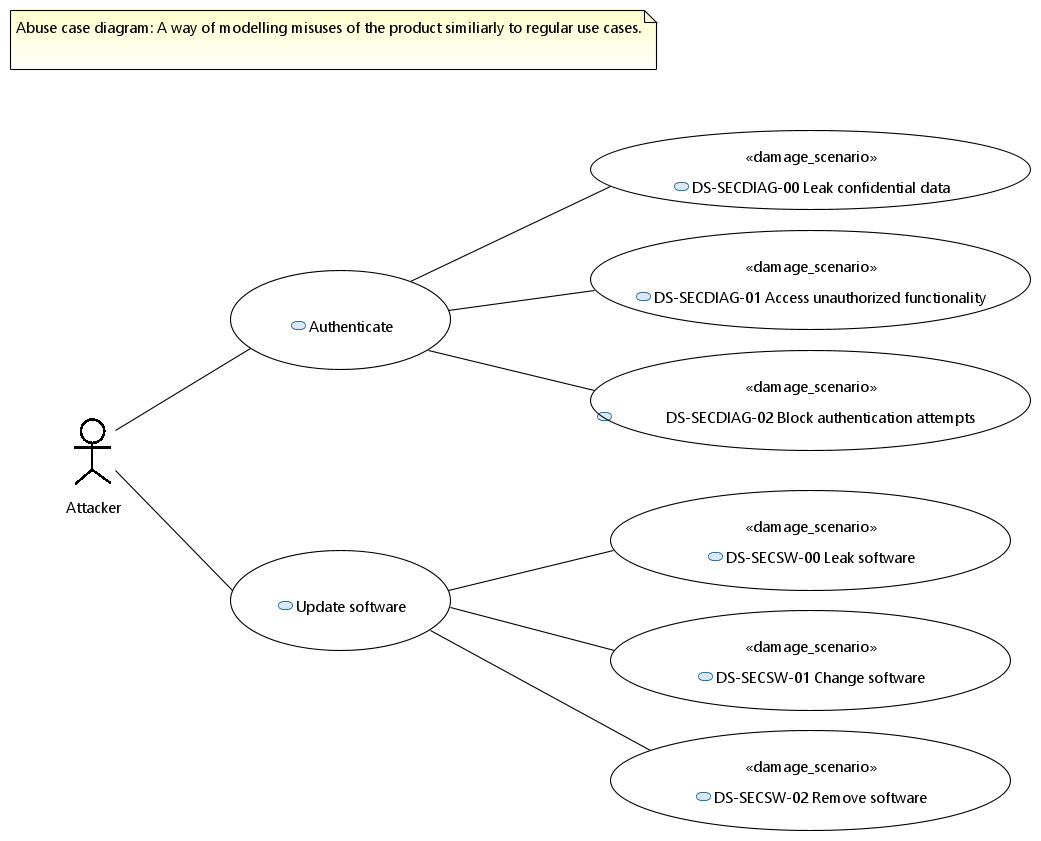 Abuse case diagram: A way of modelling misuses of the product similiarly to regular use cases.
«damage_scenario»
DS-SECDIAG-00 Leak confidential data
«damage_scenario»
DS-SECDIAG-01 Access unauthorized functionality
Authenticate
«damage_scenario»
DS-SECDIAG-02 Block authentication attempts
Attacker
«damage_scenario»
DS-SECSW-00 Leak software
Update software
«damage_scenario»
DS-SECSW-01 Change software
«damage_scenario»
DS-SECSW-02 Remove software